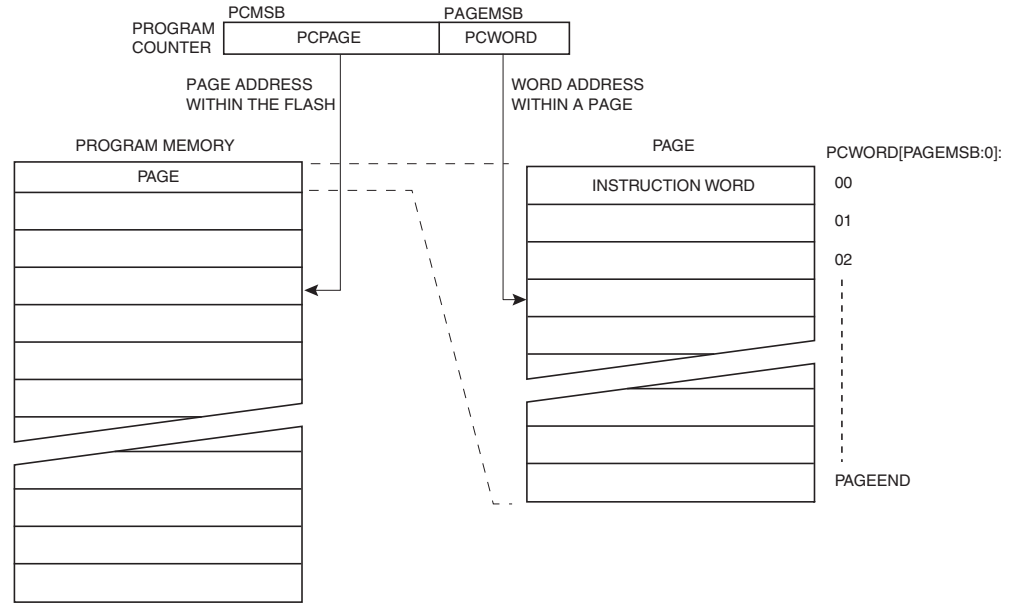 PCMSB
PAGEMSB
PROGRAM
COUNTER
PCPAGE
PCWORD
PAGE ADDRESS
WITHIN THE FLASH
WORD ADDRESS
WITHIN A PAGE
PROGRAM MEMORY
PAGE
PAGE
PCWORD[PAGEMSB:0]:
INSTRUCTION WORD
00
01
02
PAGEEND